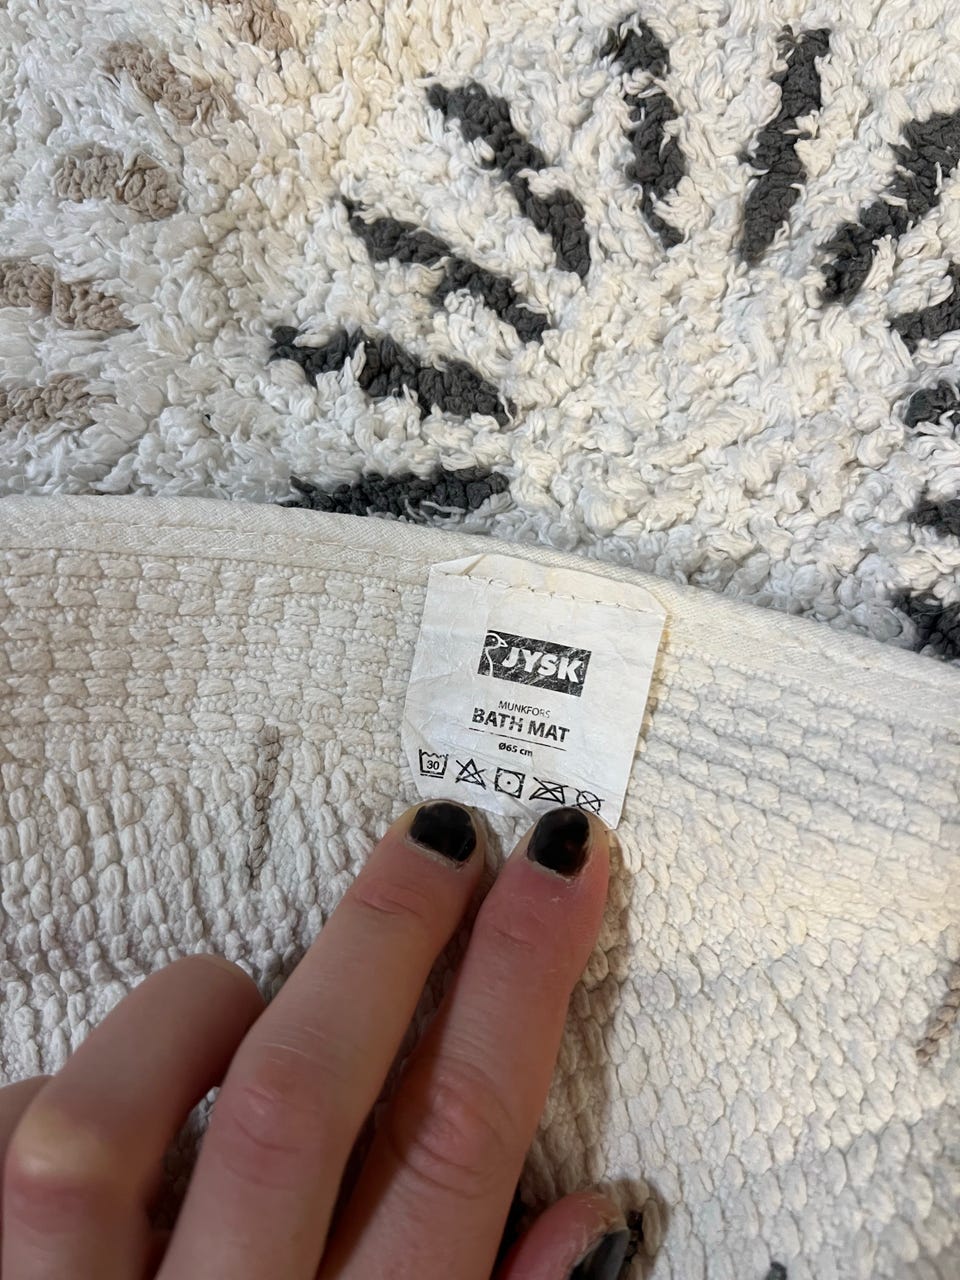 JYSK
MUNKFORS
BATH MAT
Ø65 cm
30